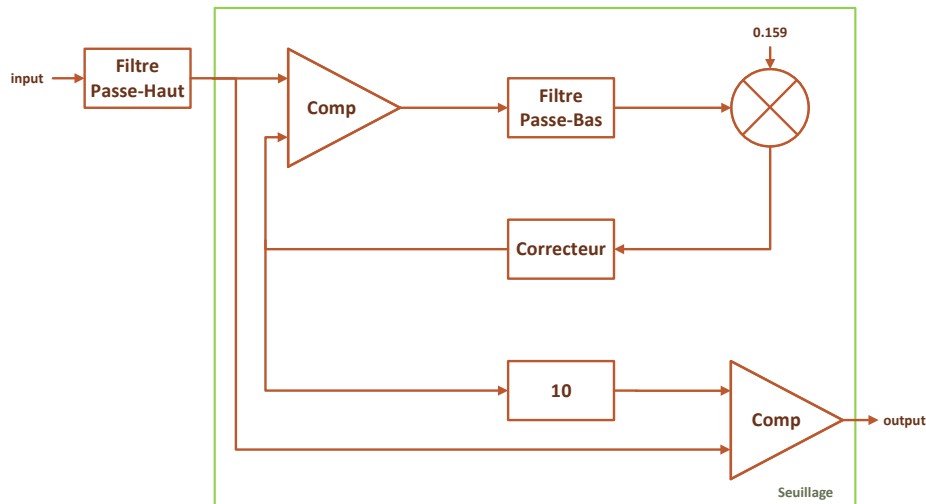 0.159
input
Filtre
Passe-Haut
Comp
Filtre
Passe-Bas
Correcteur
10
Comp
output
Seuillage